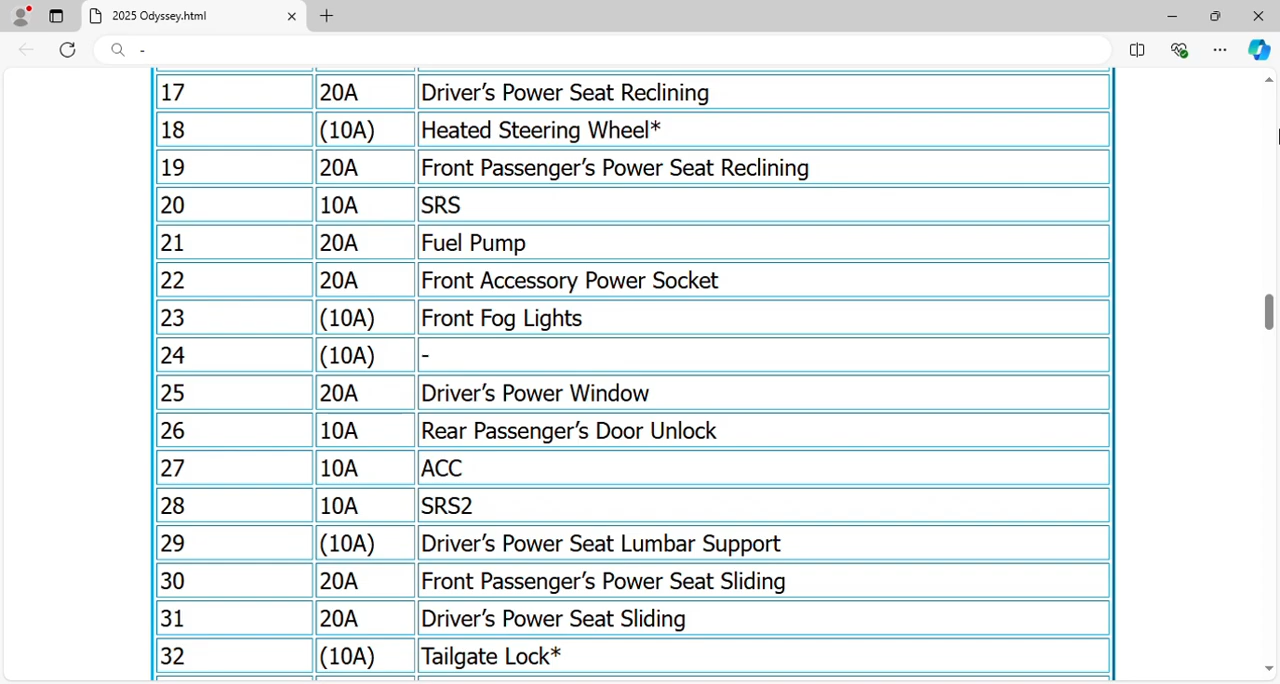 2025 Odyssey.html
-
17 20A Driver's Power Seat Reclining
18 (10A) Heated Steering Wheel*
19 20A Front Passenger's Power Seat Reclining
20 10A SRS
21 20A Fuel Pump
22 20A Front Accessory Power Socket
23 (10A) Front Fog Lights
24 (10A) -
25 20A Driver's Power Window
26 10A Rear Passenger's Door Unlock
27 10A ACC
28 10A SRS2
29 (10A) Driver's Power Seat Lumbar Support
30 20A Front Passenger's Power Seat Sliding
31 20A Driver's Power Seat Sliding
32 (10A) Tailgate Lock*